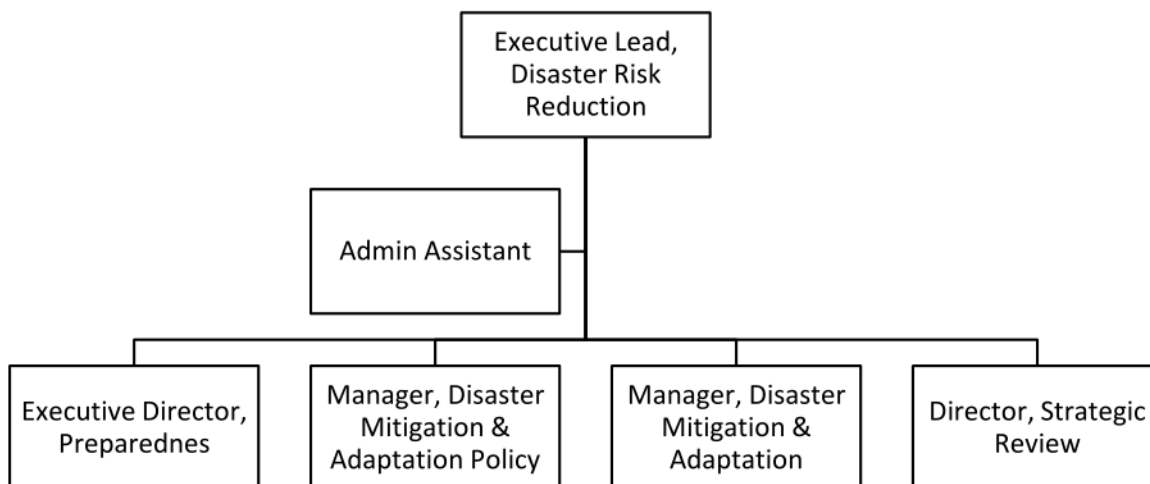 Executive Lead,
Disaster Risk
Reduction
Admin Assistant
Executive Director,
Preparednes
Manager, Disaster
Mitigation &
Adaptation Policy
Manager, Disaster
Mitigation &
Adaptation
Director, Strategic
Review